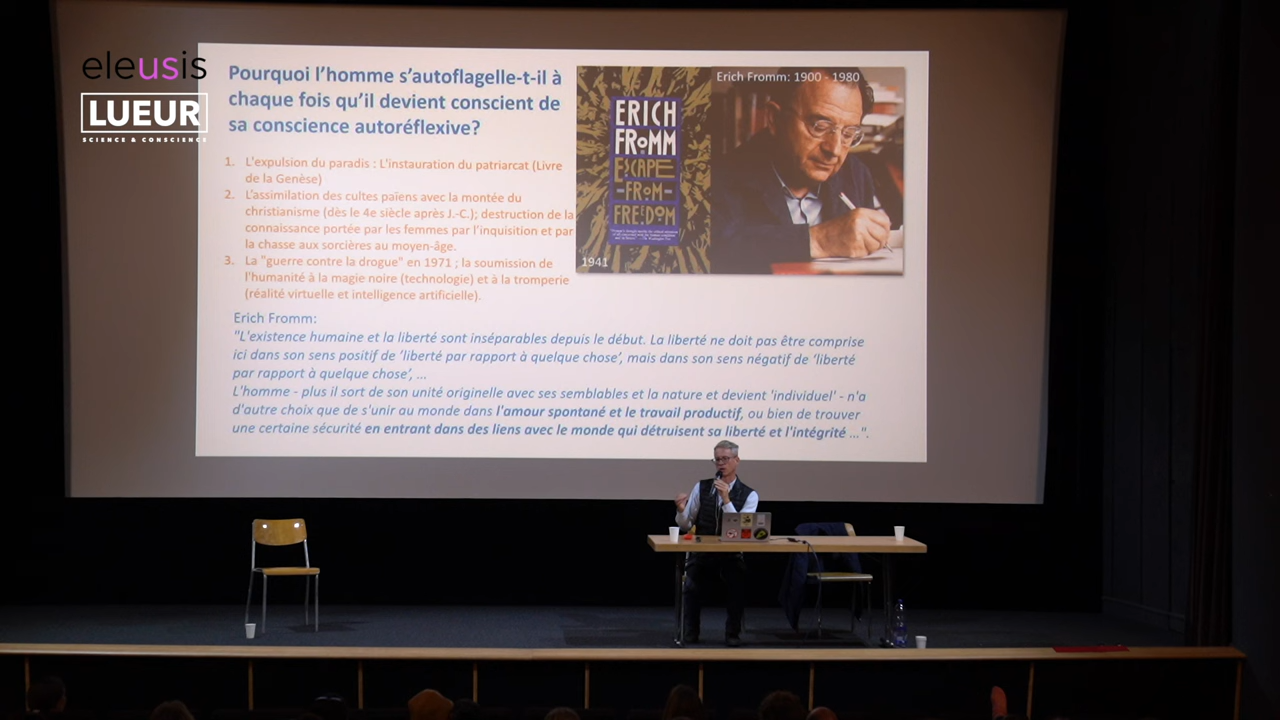 eleusis
LUEUR
SCIENCE & CONSCIENCE
Pourquoi l'homme s'autoflagelle-t-il à
chaque fois qu'il devient conscient de
sa conscience autoréflexive?
1. L'expulsion du paradis : L'instauration du patriarcat (Livre
de la Genèse)
2. L'assimilation des cultes païens avec la montée du
christianisme (dès le 4e siècle après J.-C.); destruction de la
connaissance portée par les femmes par l'inquisition et par
la chasse aux sorcières au moyen-âge.
3. La "guerre contre la drogue" en 1971 ; la soumission de
l'humanité à la magie noire (technologie) et à la tromperie
(réalité virtuelle et intelligence artificielle).
ERICH
FROMM
ESCAPE
-FROM-
FREEDOM
1941
Erich Fromm: 1900 - 1980
Erich Fromm:
"L'existence humaine et la liberté sont inséparables depuis le début. La liberté ne doit pas être comprise
ici dans son sens positif de 'liberté par rapport à quelque chose', mais dans son sens négatif de 'liberté
par rapport à quelque chose', ...
L'homme - plus il sort de son unité originelle avec ses semblables et la nature et devient 'individuel' - n'a
d'autre choix que de s'unir au monde dans l'amour spontané et le travail productif, ou bien de trouver
une certaine sécurité en entrant dans des liens avec le monde qui détruisent sa liberté et l'intégrité ...".